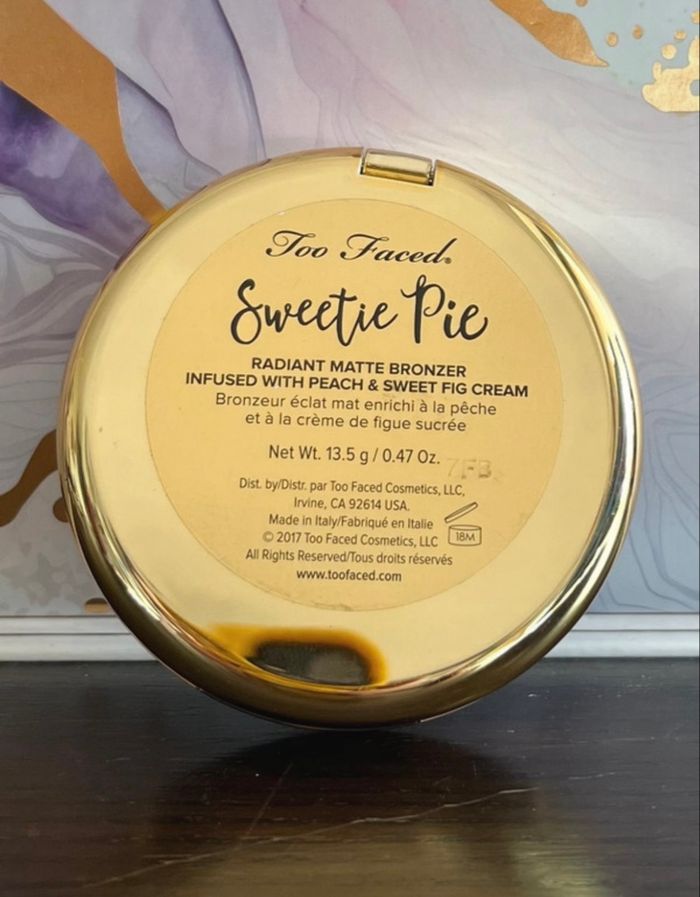 Too Faced®
Sweetie Pie
RADIANT MATTE BRONZER
INFUSED WITH PEACH & SWEET FIG CREAM
Bronzeur éclat mat enrichi à la pêche
et à la crème de figue sucrée
Net Wt. 13.5 g / 0.47 Oz.
7FB
Dist. by/Distr. par Too Faced Cosmetics, LLC,
Irvine, CA 92614 USA.
Made in Italy/Fabriqué en Italie
© 2017 Too Faced Cosmetics, LLC
18M
All Rights Reserved/Tous droits réservés
www.toofaced.com